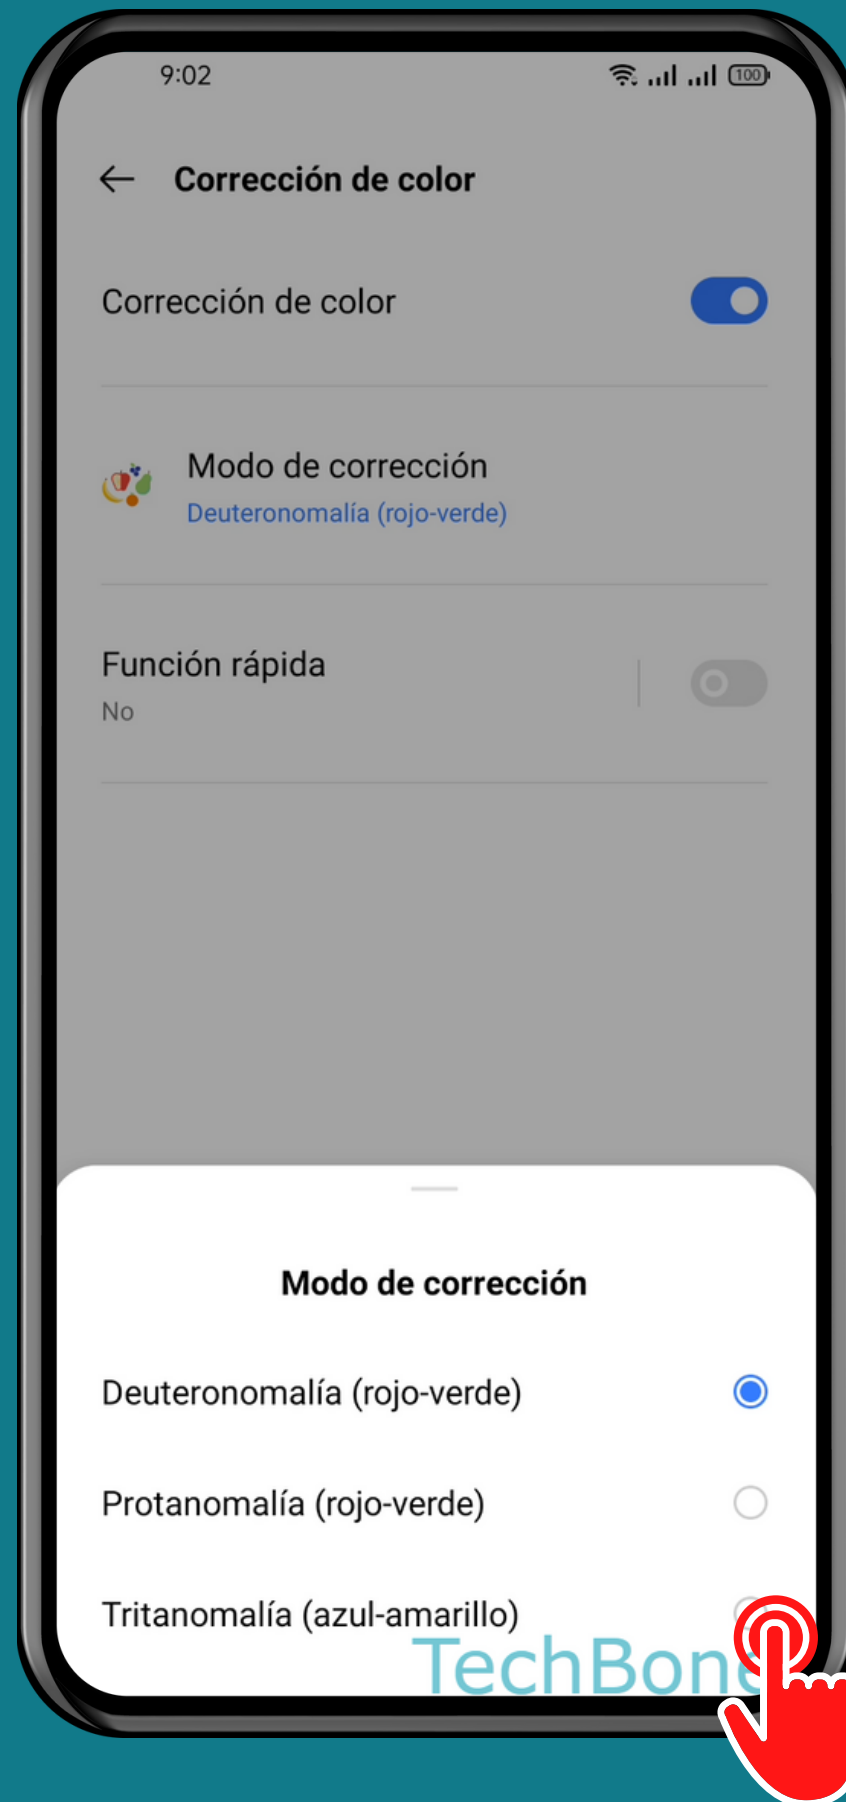 9:02
100
Corrección de color
Corrección de color
Modo de corrección
Deuteronomalía (rojo-verde)
Función rápida
No
Modo de corrección
Deuteronomalía (rojo-verde)
Protanomalía (rojo-verde)
Tritanomalía (azul-amarillo)
TechBone